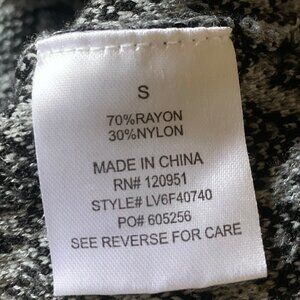 S
70%RAYON
30%NYLON
MADE IN CHINA
RN# 120951
STYLE# LV6F40740
PO# 605256
SEE REVERSE FOR CARE